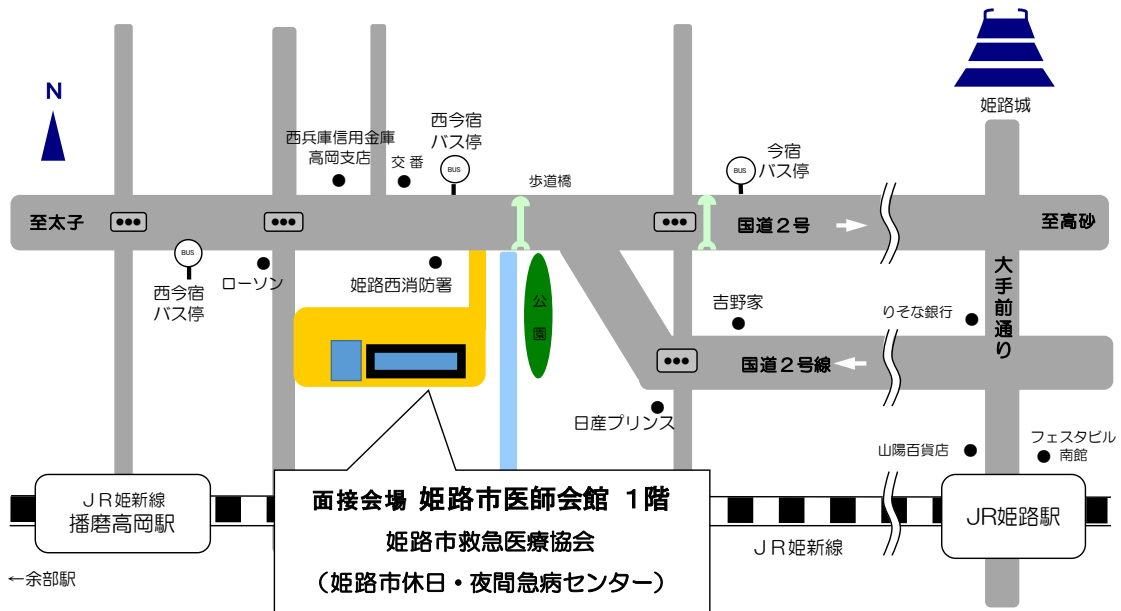 N
姫路城
西兵庫信用金庫
高岡支店
交番
西今宿
バス停
BUS
歩道橋
今宿
バス停
BUS
至太子
国道２号
至高砂
BUS
西今宿
バス停
ローソン
姫路西消防署
公
園
吉野家
りそな銀行
大手前通り
国道２号線
日産プリンス
山陽百貨店
フェスタビル
南館
ＪＲ姫新線
播磨高岡駅
面接会場 姫路市医師会館 １階
姫路市救急医療協会
（姫路市休日・夜間急病センター）
ＪＲ姫新線
JR姫路駅
←余部駅